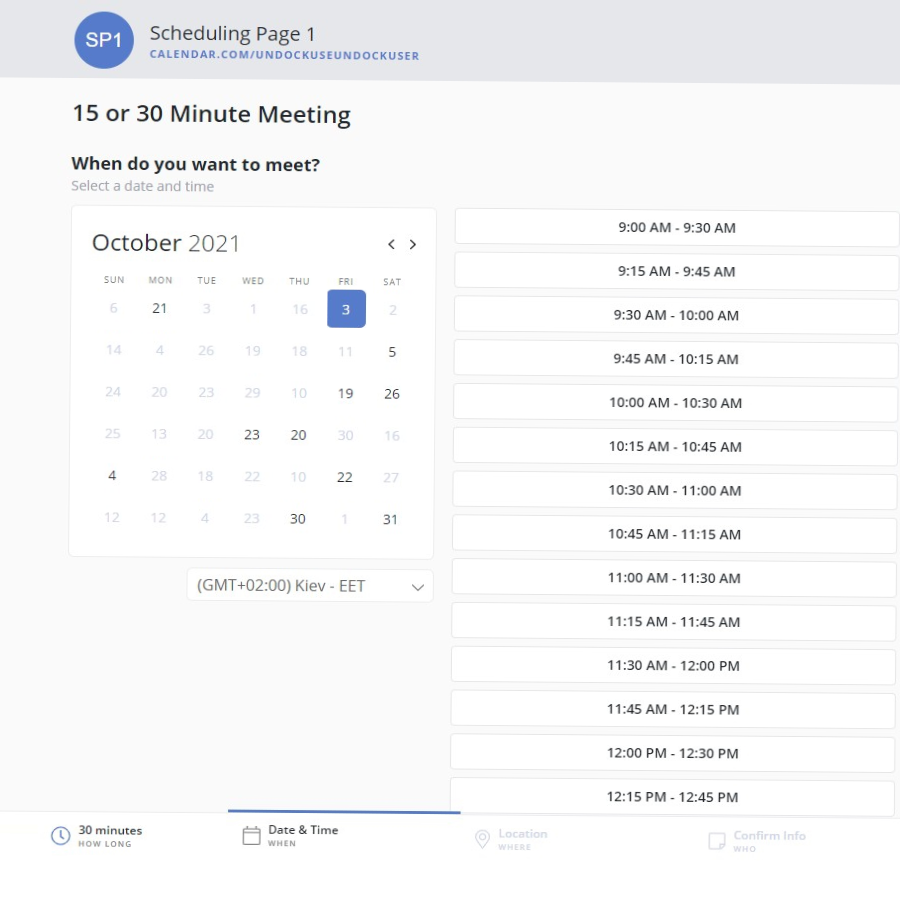 SP1
Scheduling Page 1
CALENDAR.COM/UNDOCKUSEUNDOCKUSER
15 or 30 Minute Meeting
When do you want to meet?
Select a date and time
October 2021
SUN MON TUE WED THU FRI SAT
6 21 3 1 16 3 2
14 4 26 19 18 11 5
24 20 23 29 10 19 26
25 13 20 23 20 30 16
4 28 18 22 10 22 27
12 12 4 23 30 1 31
(GMT+02:00) Kiev - EET
9:00 AM - 9:30 AM
9:15 AM - 9:45 AM
9:30 AM - 10:00 AM
9:45 AM - 10:15 AM
10:00 AM - 10:30 AM
10:15 AM - 10:45 AM
10:30 AM - 11:00 AM
10:45 AM - 11:15 AM
11:00 AM - 11:30 AM
11:15 AM - 11:45 AM
11:30 AM - 12:00 PM
11:45 AM - 12:15 PM
12:00 PM - 12:30 PM
12:15 PM - 12:45 PM
30 minutes
HOW LONG
Date & Time
WHEN
Location
WHERE
Confirm Info
WHO